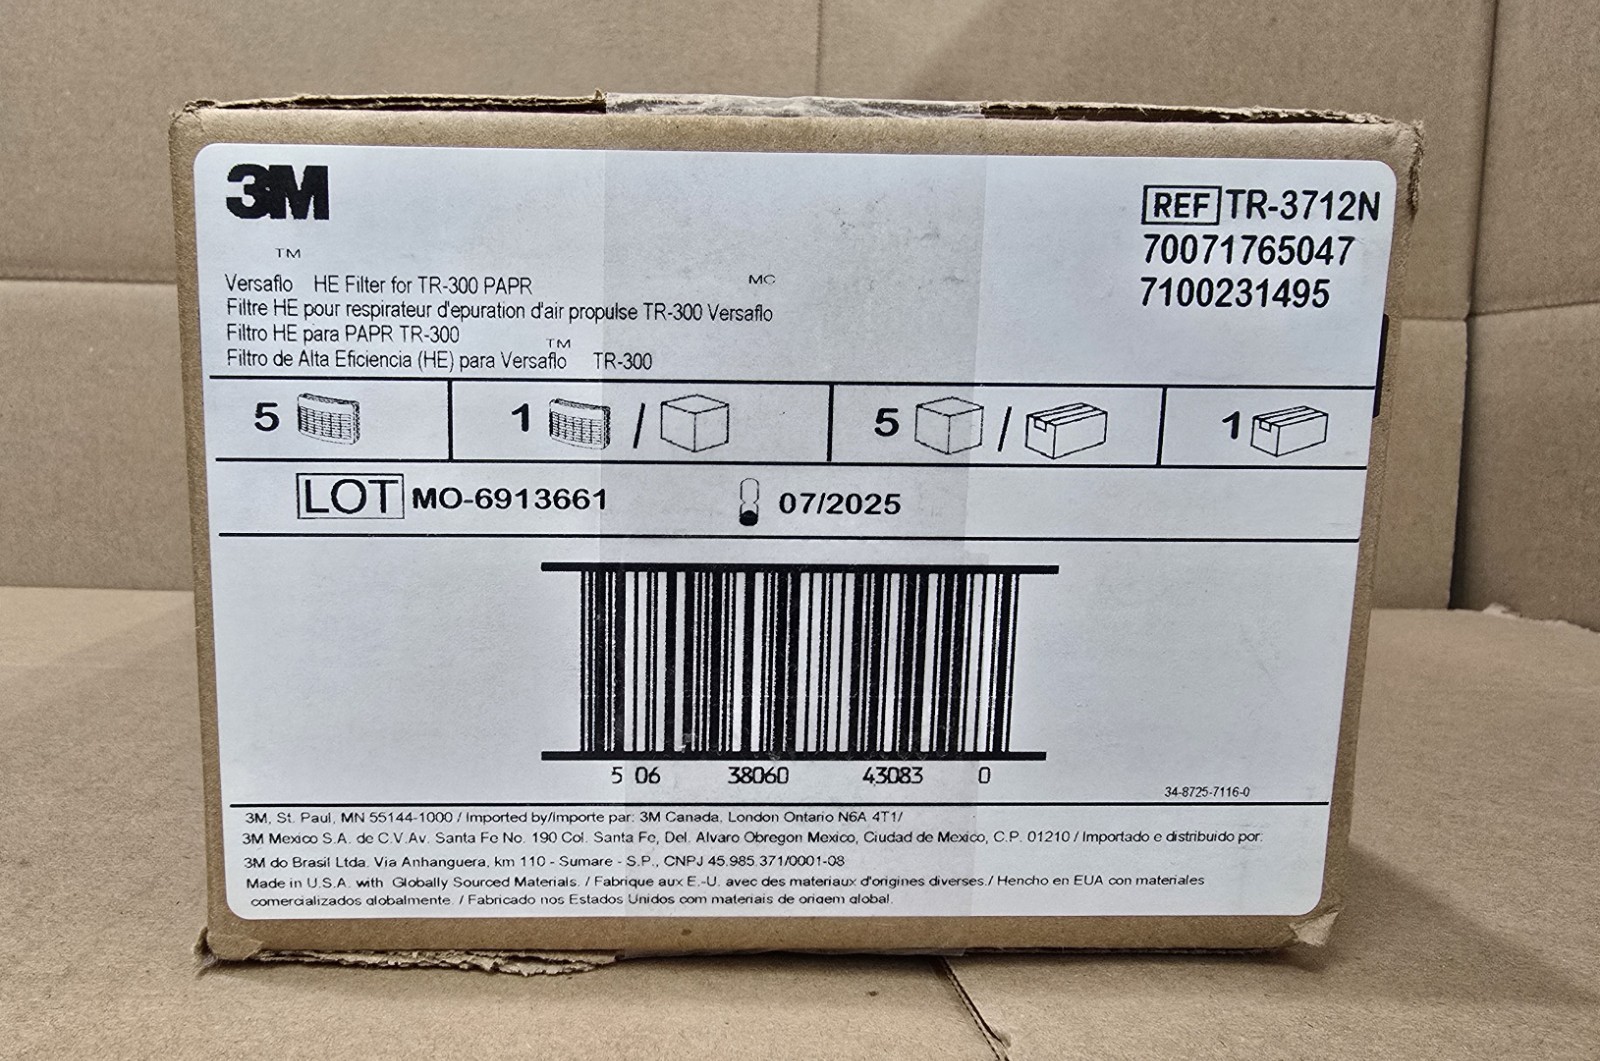 3M
REF TR-3712N
70071765047
7100231495
TM
Versaflo HE Filter for TR-300 PAPR
MC
Filtre HE pour respirateur d'epuration d'air propulse TR-300 Versaflo
Filtro HE para PAPR TR-300
TM
Filtro de Alta Eficiencia (HE) para Versaflo TR-300
5 1 / 5 / 1
LOT MO-6913661 07/2025
5 06 38060 43083 0
34-8725-7116-0
3M, St. Paul, MN 55144-1000 / Imported by/Importe par: 3M Canada, London Ontario N6A 4T1/
3M Mexico S.A. de C.V.Av. Santa Fe No. 190 Col. Santa Fe, Del. Alvaro Obregon Mexico, Ciudad de Mexico, C.P. 01210 / Importado e distribuido por:
3M do Brasil Ltda. Via Anhanguera, km 110 - Sumare - S.P., CNPJ 45.985.371/0001-08
Made in U.S.A. with Globally Sourced Materials. / Fabrique aux E.-U. avec des materiaux d'origines diverses./ Hencho en EUA con materiales
comercializados globalmente. / Fabricado nos Estados Unidos com materiais de origem global.